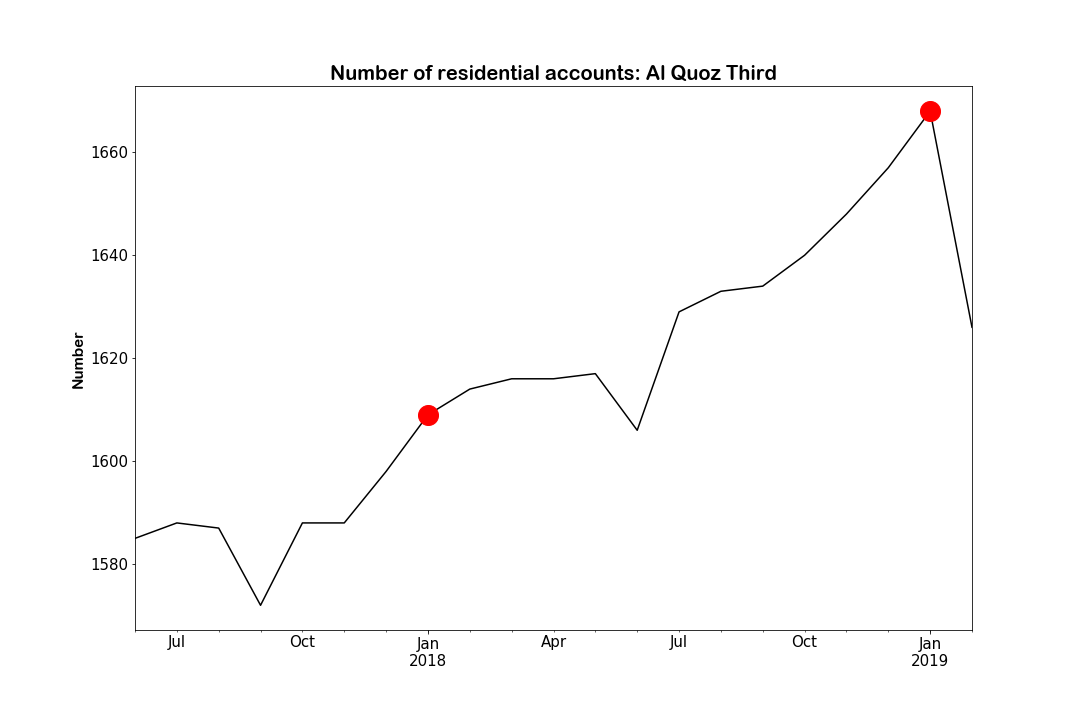 Number of residential accounts: Al Quoz Third
Number
1660
1640
1620
1600
1580
Jul
Oct
Jan
2018
Apr
Jul
Oct
Jan
2019